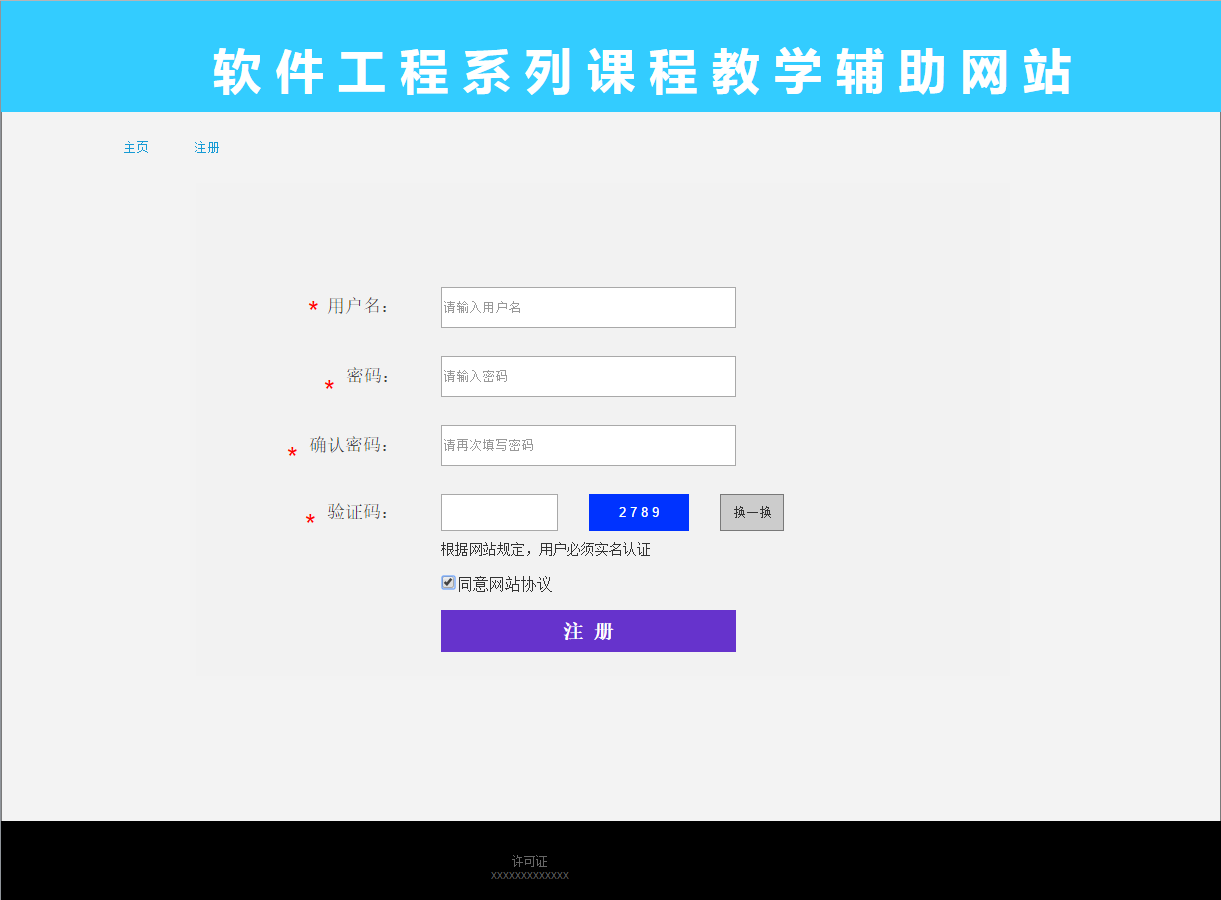 软件工程系列课程教学辅助网站
主页 注册
* 用户名： 请输入用户名
* 密码： 请输入密码
* 确认密码： 请再次填写密码
* 验证码： 2789 换一换
根据网站规定，用户必须实名认证
同意网站协议
注 册
许可证
xxxxxxxxxxxxx